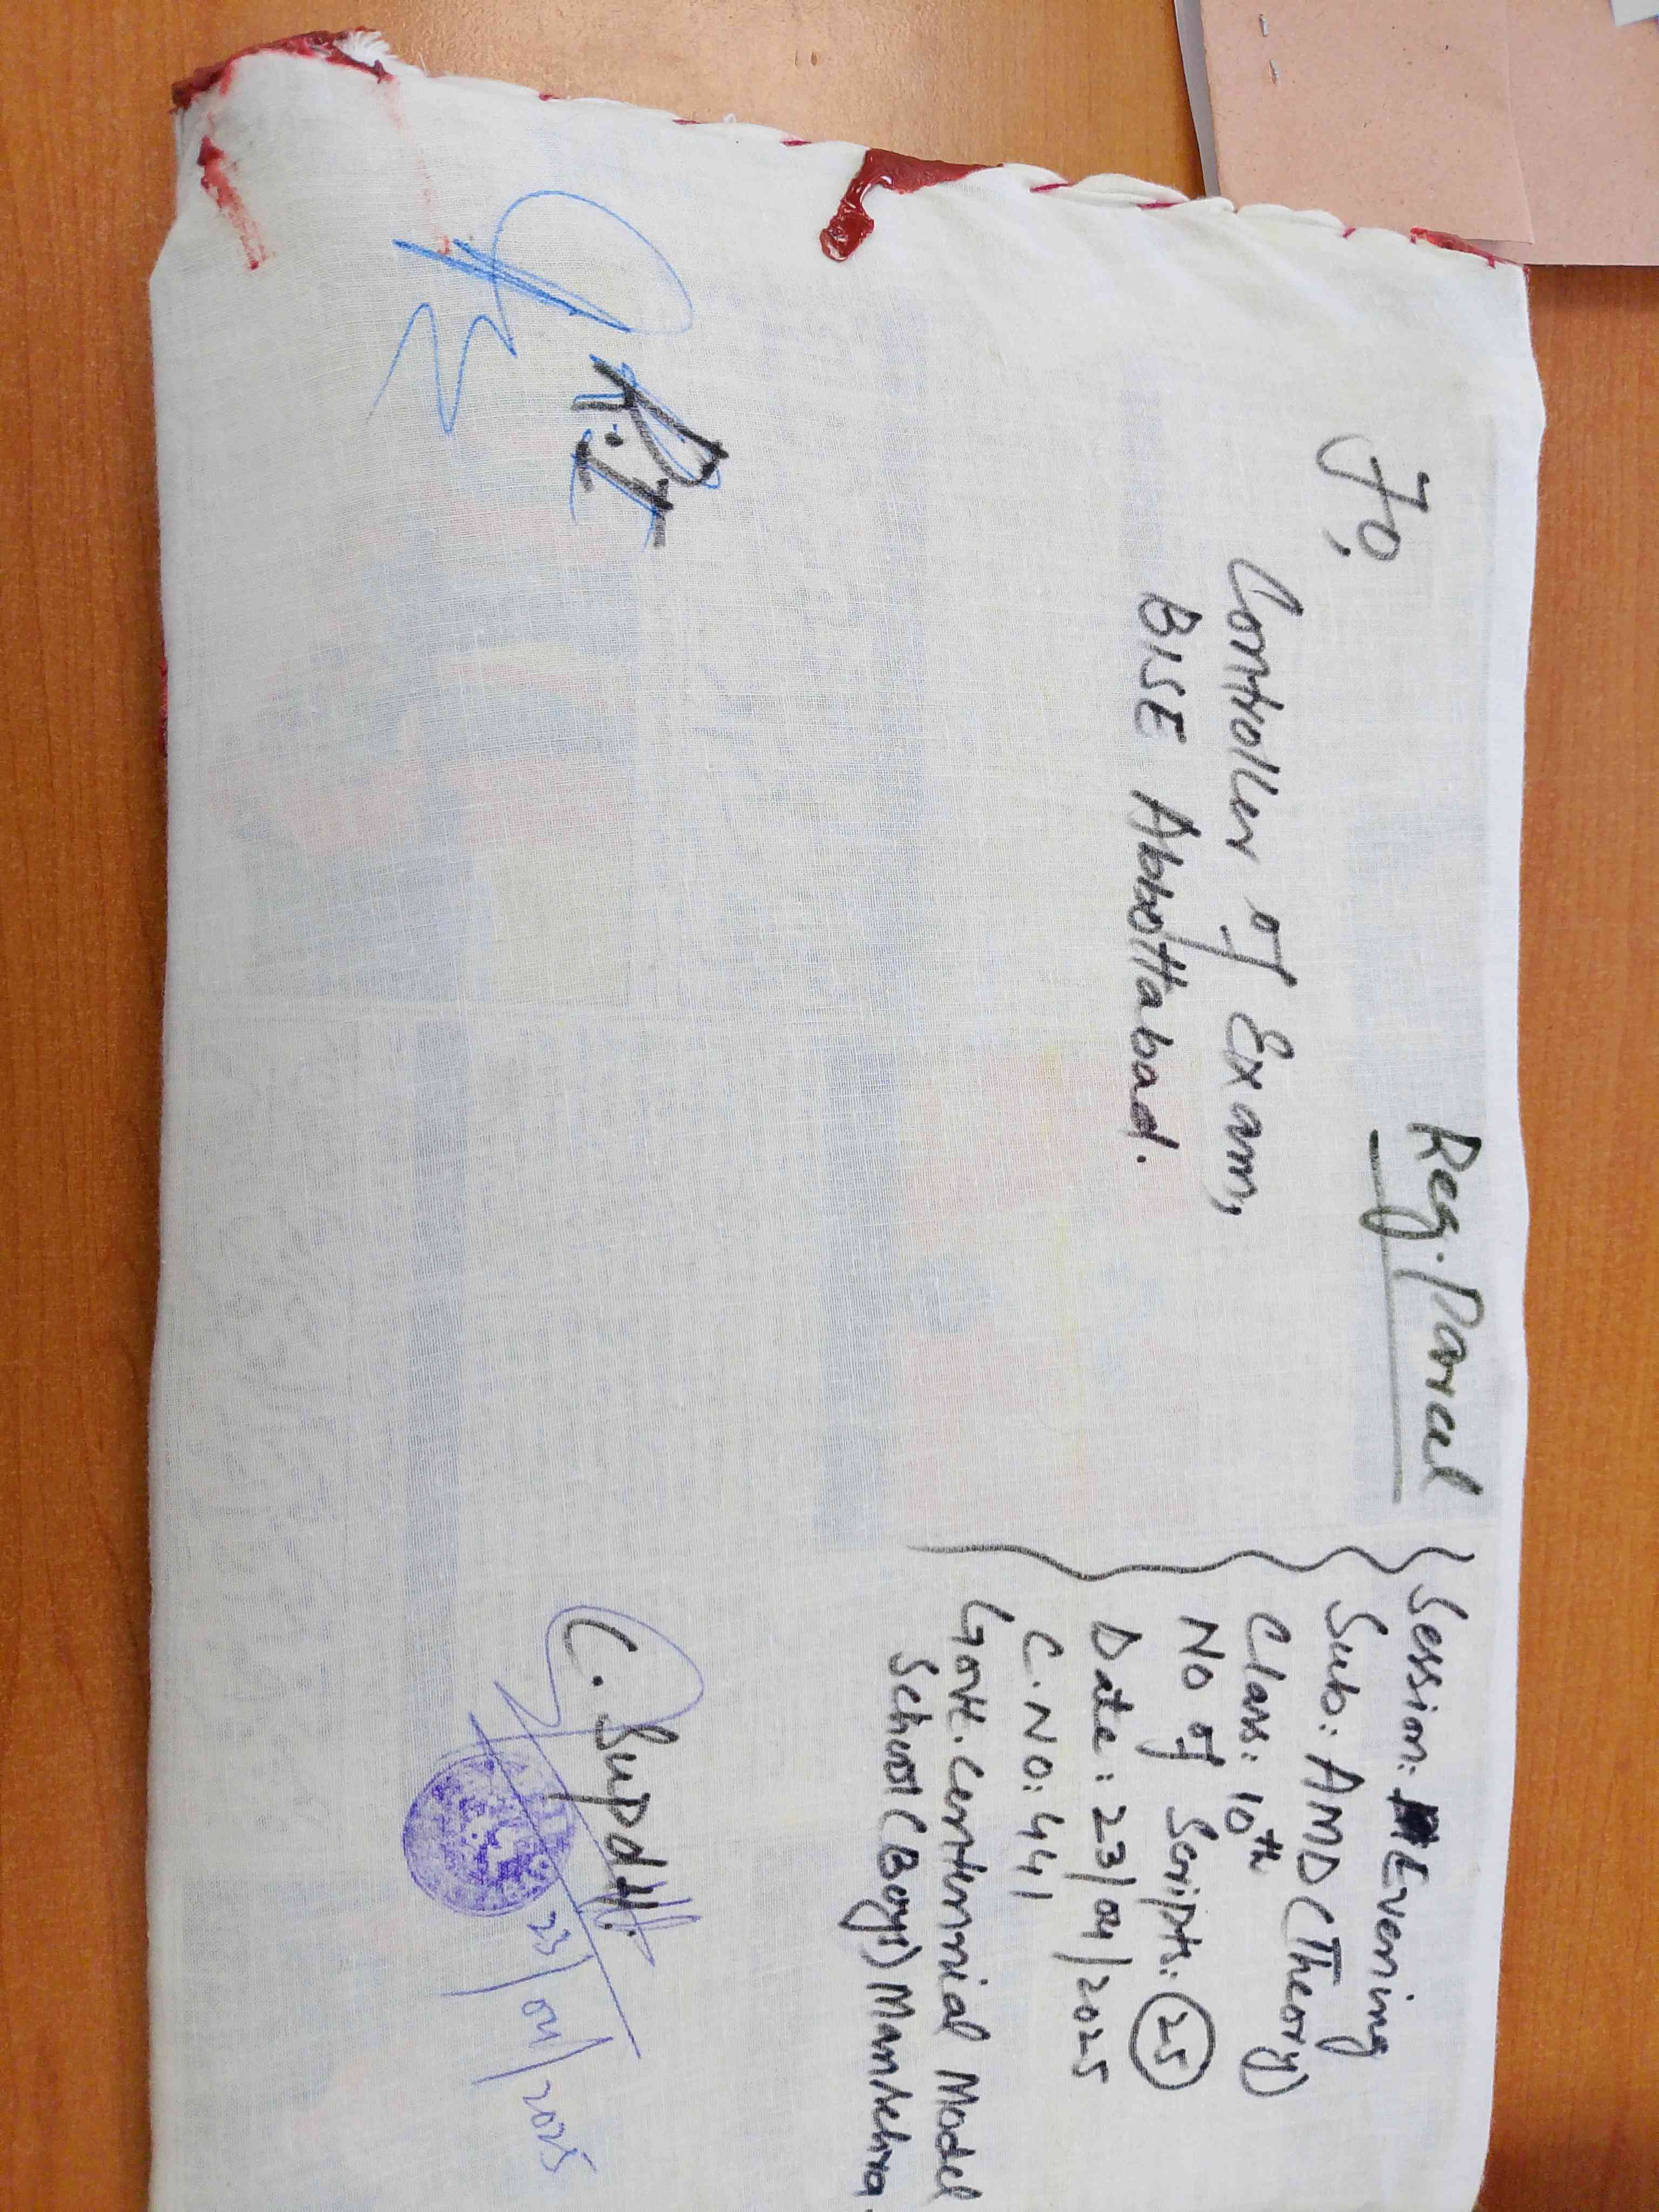 Reg. Parcel
To,
Controller of Exam,
BISE Abbottabad.
Session: Evening
Sub: AMD (Theory)
Class: 10th
No of Scripts: 25
Date: 23/04/2025
C.NO: 441
Govt. Centennial Model
School (Boys) Mansehra.
R.I
C. Supdtt.
23/04/2025